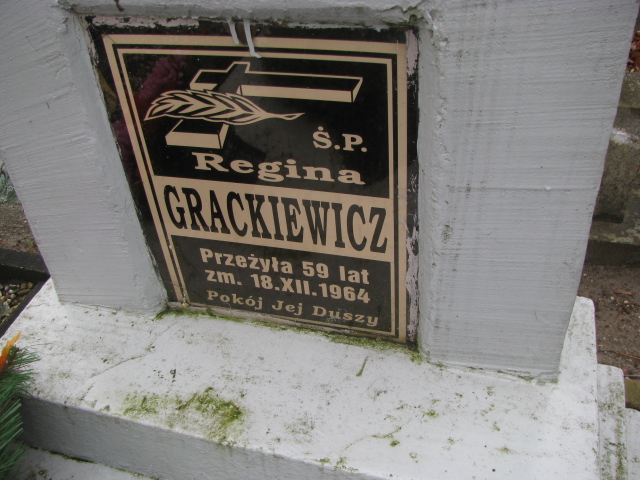 Ś.P.
Regina
GRACKIEWICZ
Przeżyła 59 lat
zm. 18.XII.1964
Pokój Jej Duszy